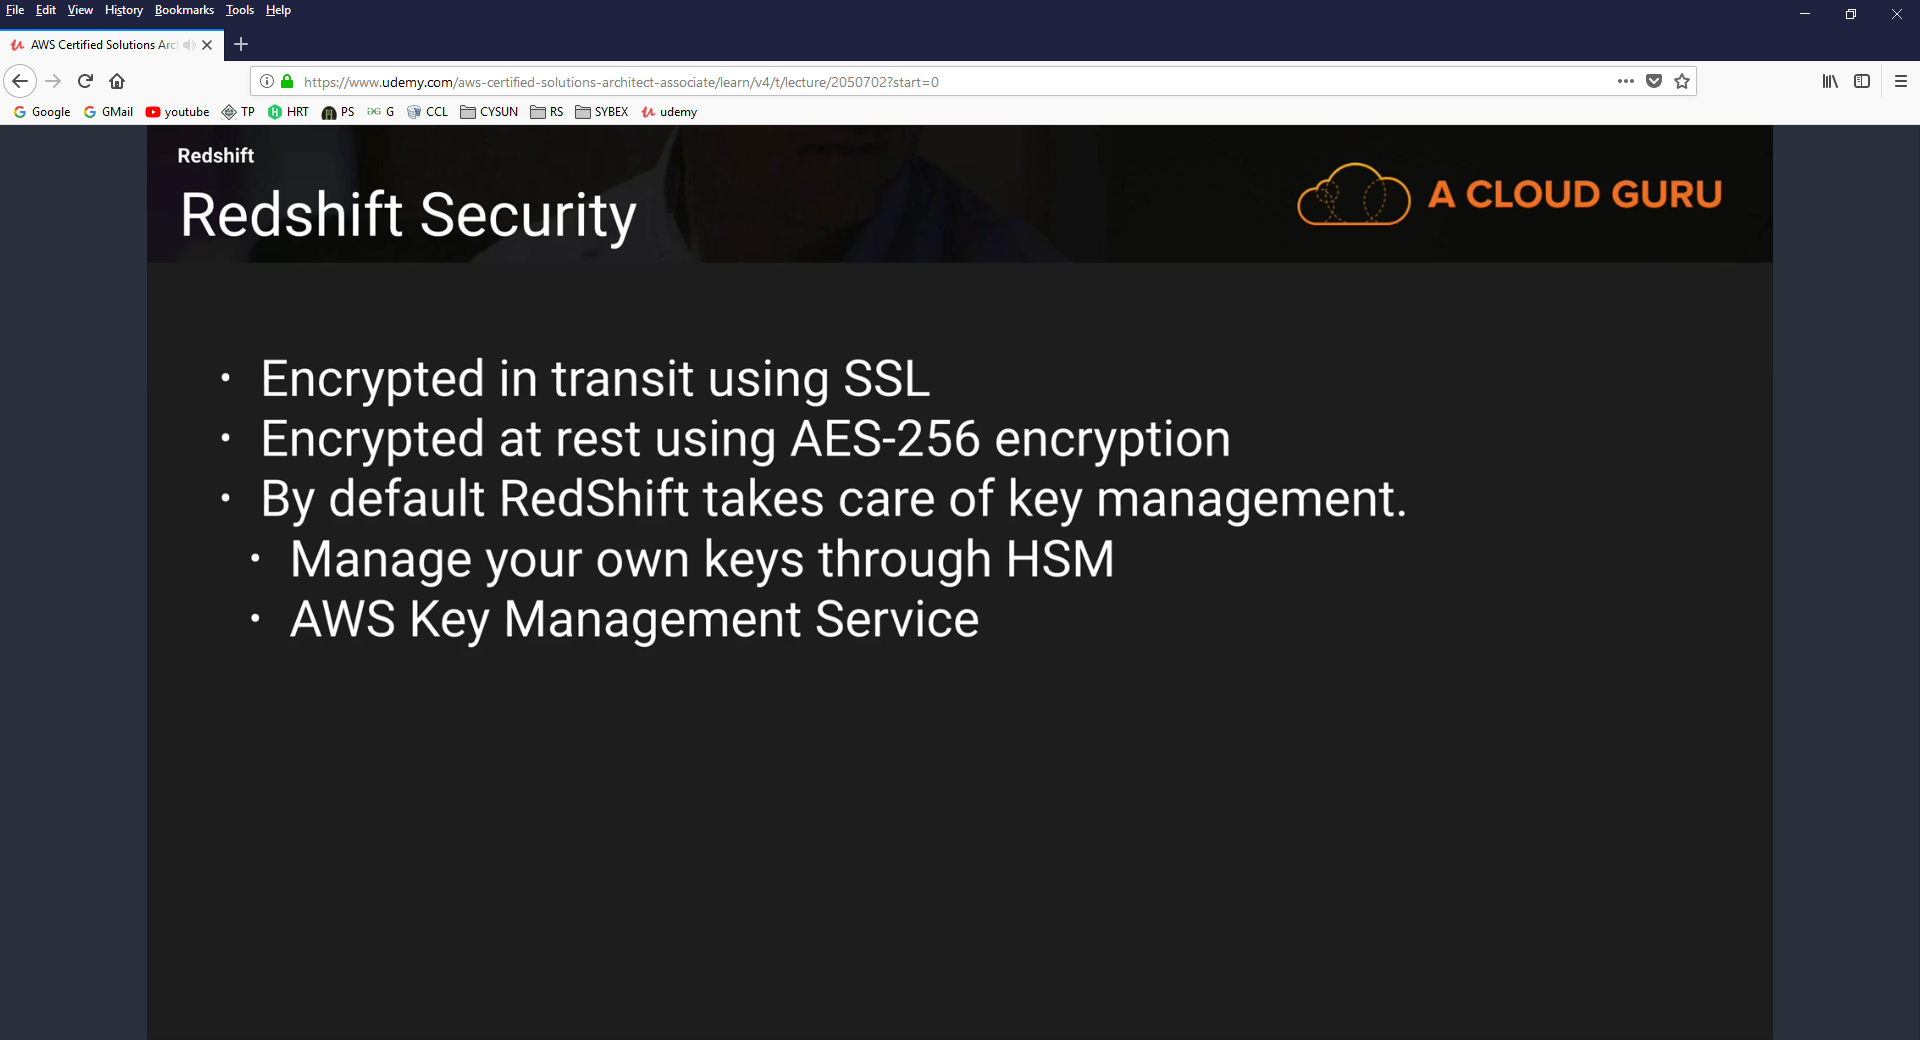 File Edit View History Bookmarks Tools Help
AWS Certified Solutions Arc
https://www.udemy.com/aws-certified-solutions-architect-associate/learn/v4/t/lecture/2050702?start=0
Google GMail youtube TP HRT PS G CCL CYSUN RS SYBEX udemy
Redshift
Redshift Security
A CLOUD GURU
• Encrypted in transit using SSL
• Encrypted at rest using AES-256 encryption
• By default RedShift takes care of key management.
• Manage your own keys through HSM
• AWS Key Management Service